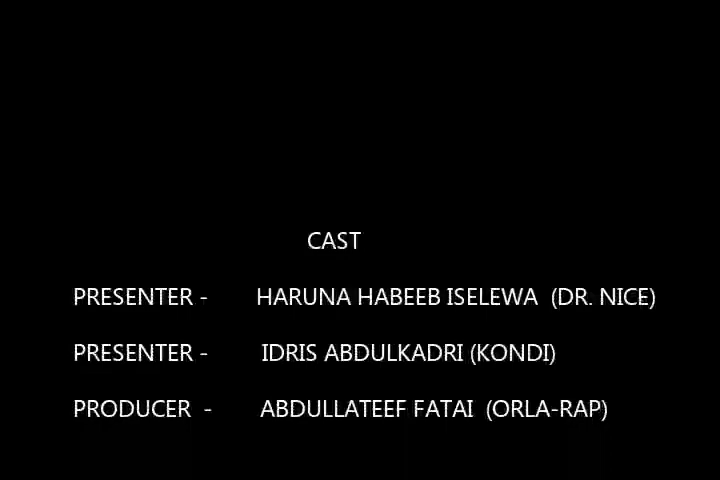 CAST
PRESENTER - HARUNA HABEEB ISELEWA (DR. NICE)
PRESENTER - IDRIS ABDULKADRI (KONDI)
PRODUCER - ABDULLATEEF FATAI (ORLA-RAP)